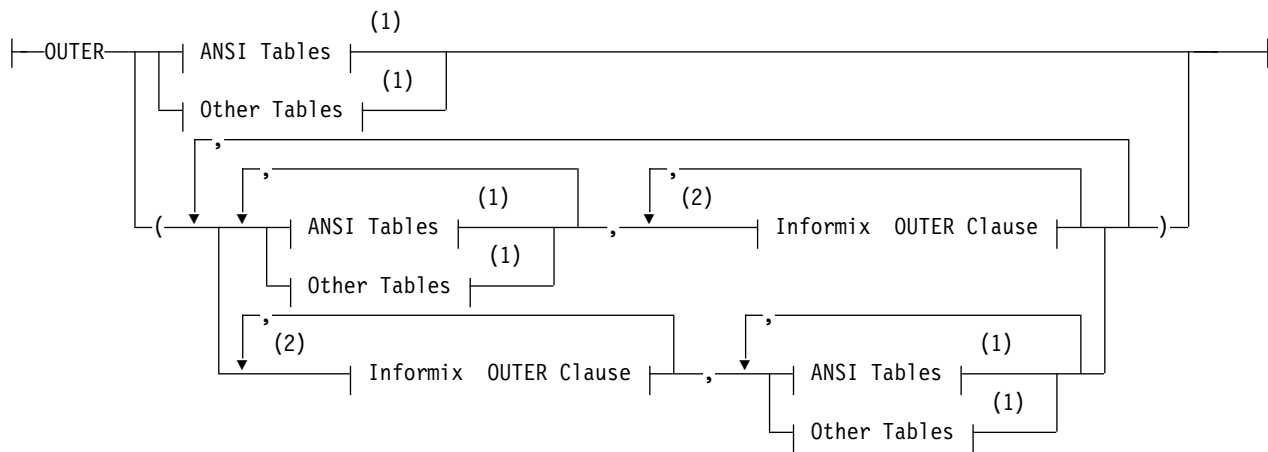 (1)
OUTER ANSI Tables
(1)
Other Tables
,
, ,
(1) (2)
( ANSI Tables , Informix OUTER Clause )
(1)
Other Tables
, ,
(2) (1)
Informix OUTER Clause , ANSI Tables
(1)
Other Tables